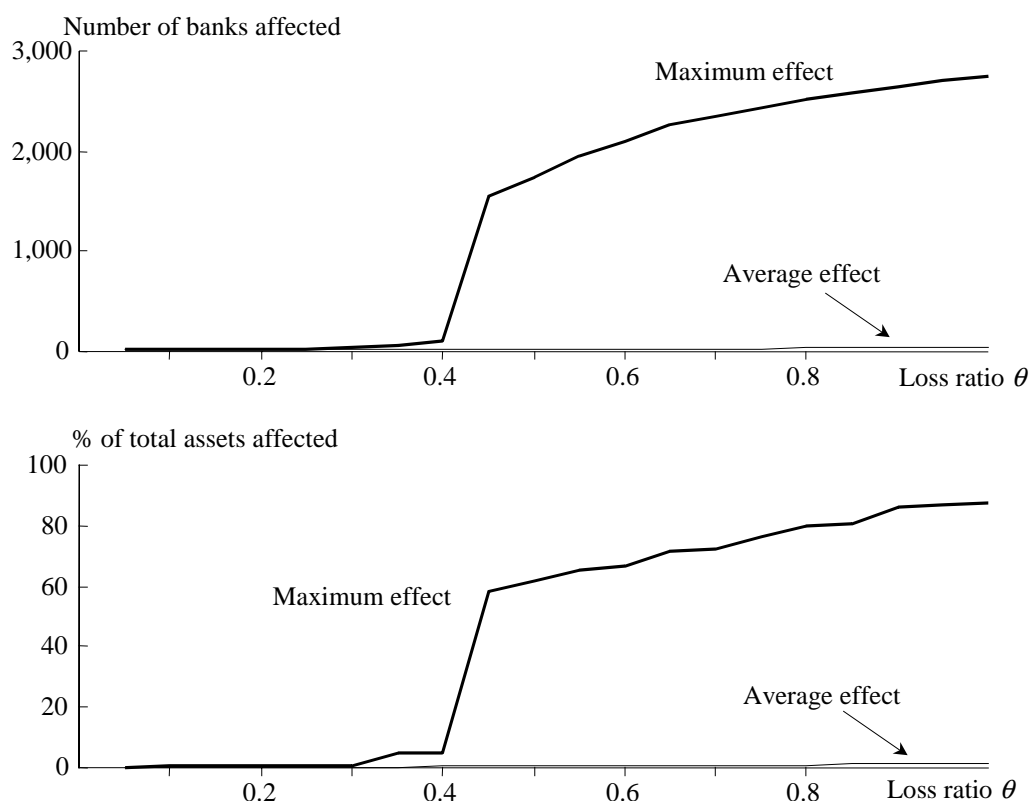 Number of banks affected
3,000
Maximum effect
2,000
1,000
Average effect
0
0.2 0.4 0.6 0.8 Loss ratio θ
% of total assets affected
100
80
60
Maximum effect
40
20
Average effect
0
0.2 0.4 0.6 0.8 Loss ratio θ